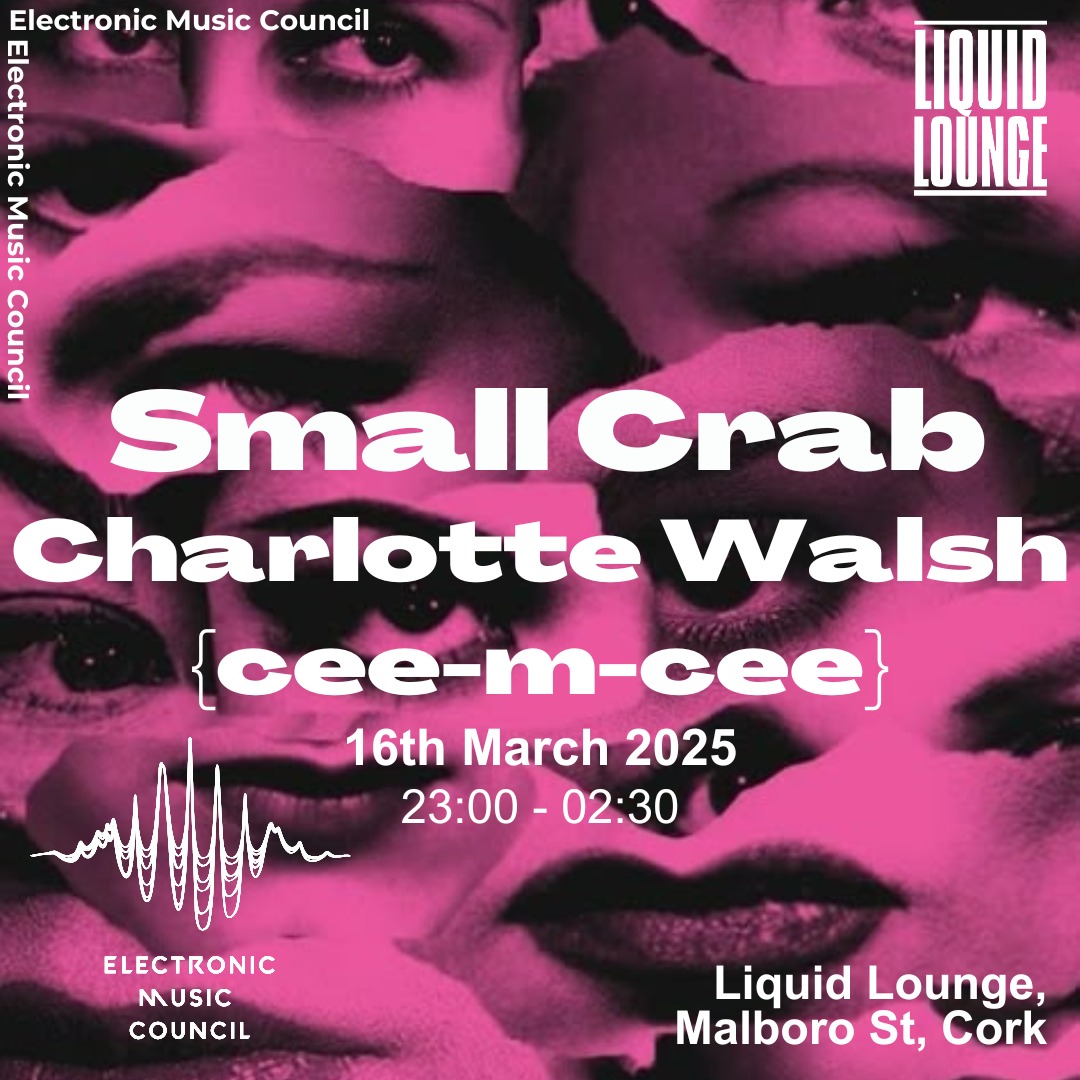 Electronic Music Council
Electronic Music Council
LIQUID
LOUNGE
Small Crab
Charlotte Walsh
{cee-m-cee}
16th March 2025
23:00 - 02:30
ELECTRONIC
MUSIC
COUNCIL
Liquid Lounge,
Malboro St, Cork